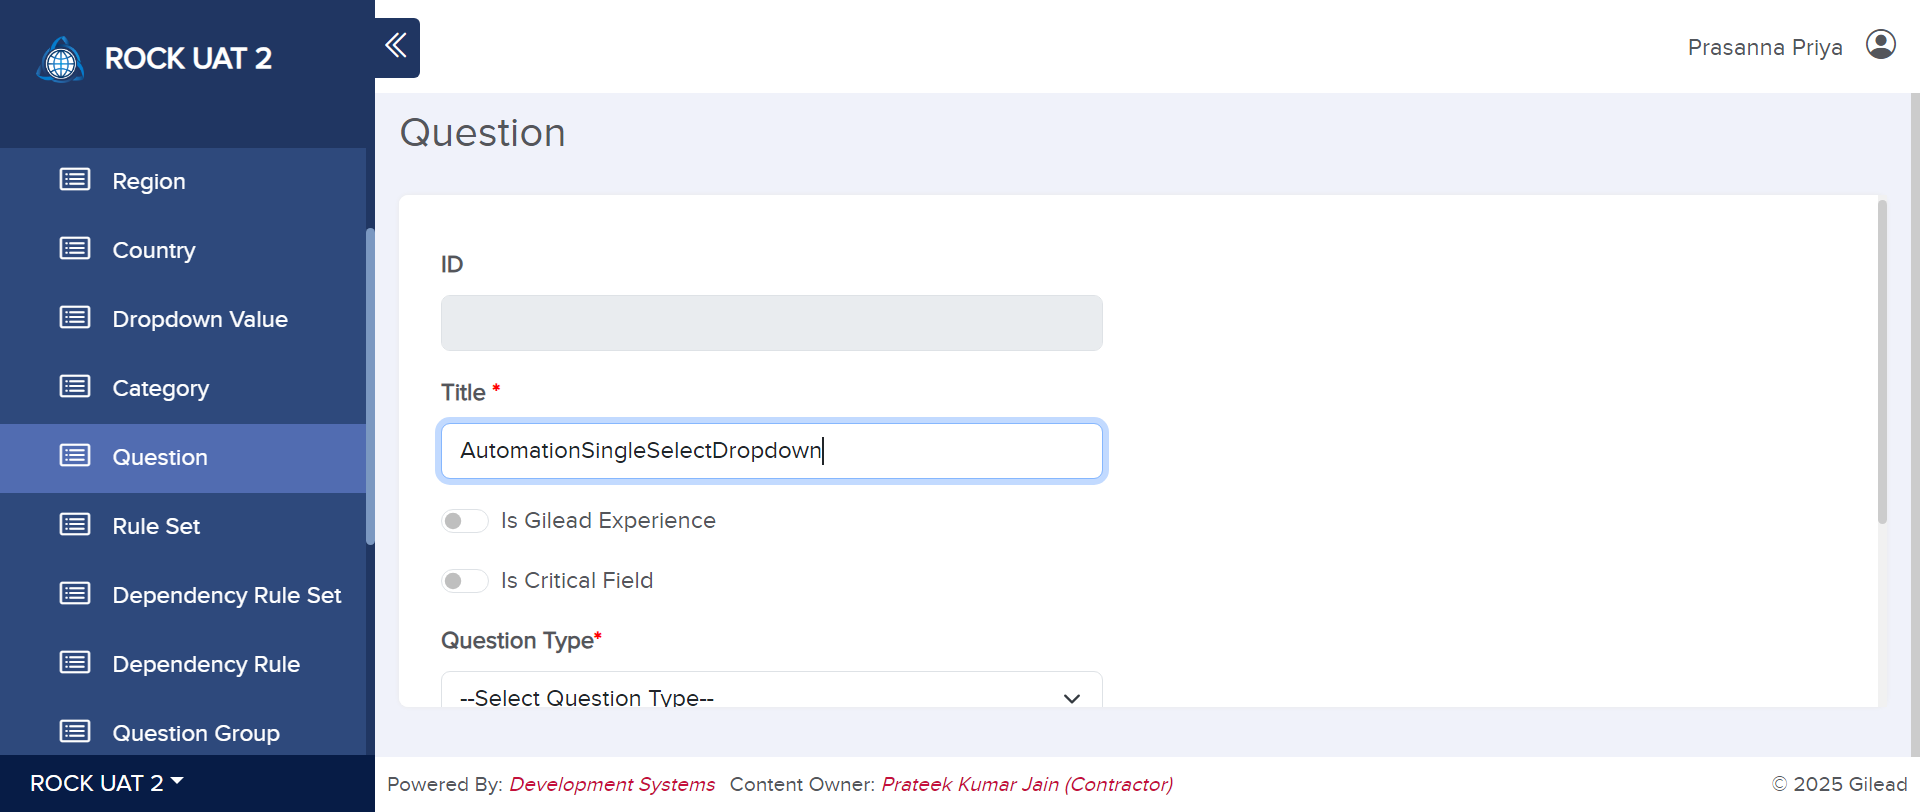 ROCK UAT 2
Prasanna Priya
Region
Country
Dropdown Value
Category
Question
Rule Set
Dependency Rule Set
Dependency Rule
Question Group
ROCK UAT 2
Question
ID
Title *
AutomationSingleSelectDropdown
Is Gilead Experience
Is Critical Field
Question Type*
--Select Question Type--
Powered By: Development Systems Content Owner: Prateek Kumar Jain (Contractor)
© 2025 Gilead